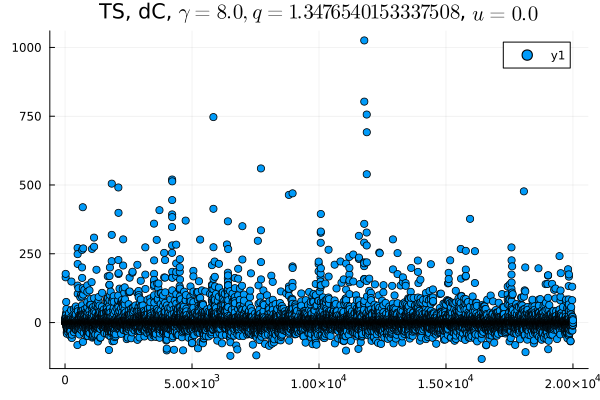 TS, dC, γ = 8.0, q = 1.3476540153337508, u = 0.0
1000
y1
750
500
250
0
0 5.00×10³ 1.00×10⁴ 1.50×10⁴ 2.00×10⁴